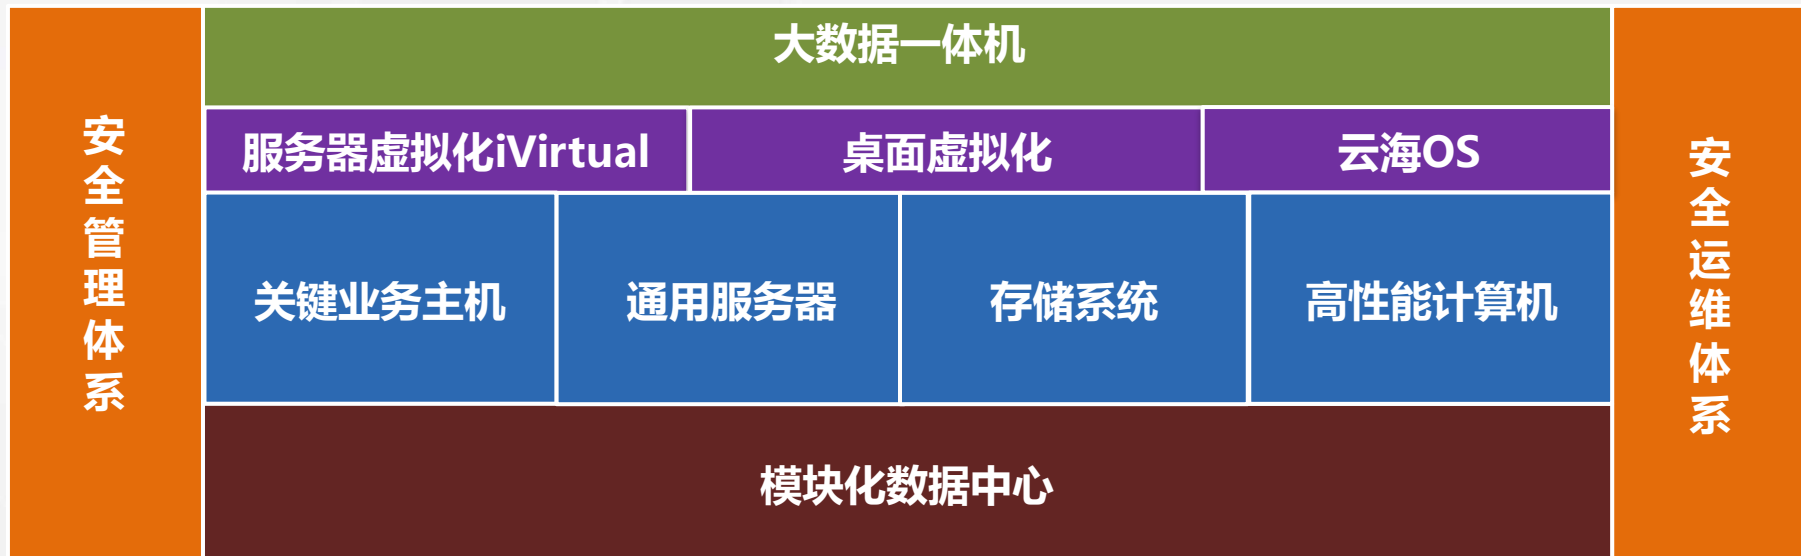 大数据一体机
安全管理体系
服务器虚拟化iVirtual
桌面虚拟化
云海OS
安全运维体系
关键业务主机
通用服务器
存储系统
高性能计算机
模块化数据中心